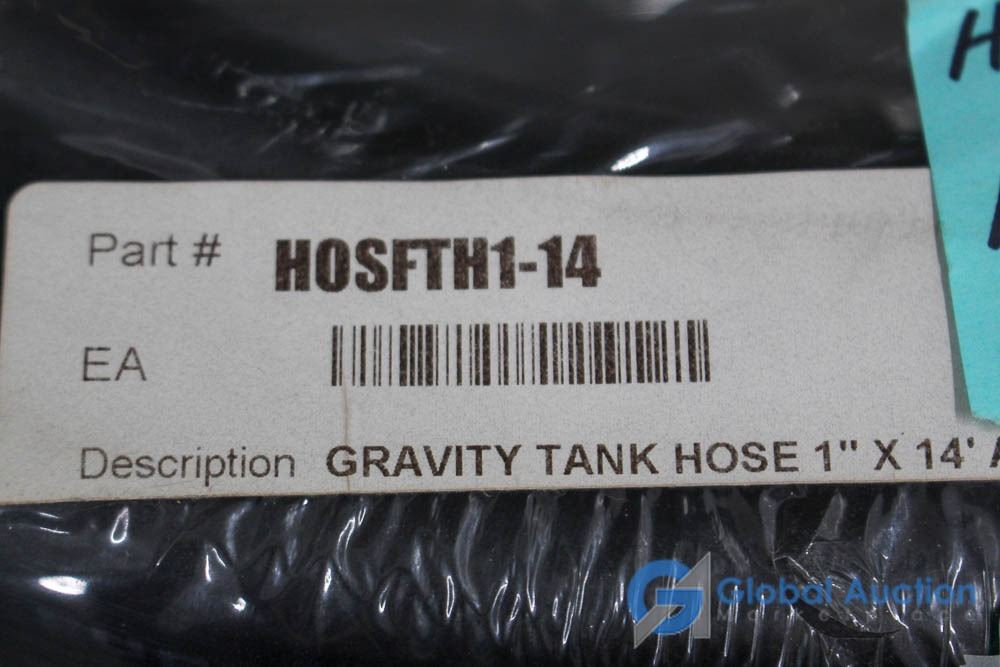 Part # HOSFTH1-14
EA
Description GRAVITY TANK HOSE 1" X 14'
H
Global Auction